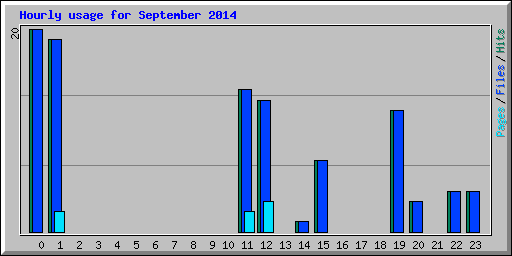 Hourly usage for September 2014
20
Pages/Files/Hits
0 1 2 3 4 5 6 7 8 9 10 11 12 13 14 15 16 17 18 19 20 21 22 23